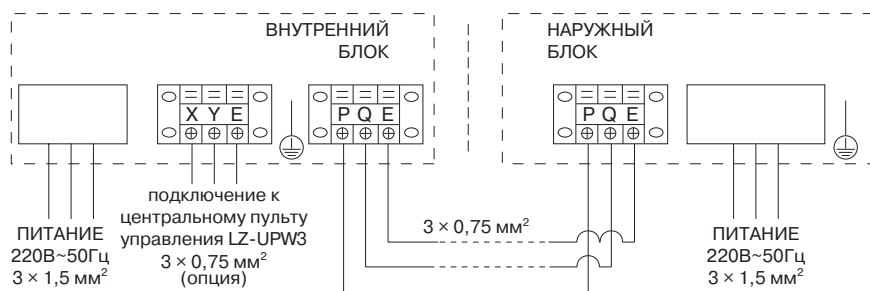 ВНУТРЕННИЙ
БЛОК
НАРУЖНЫЙ
БЛОК
X Y E
P Q E
P Q E
ПИТАНИЕ
220В~50Гц
3 × 1,5 мм²
подключение к
центральному пульту
управления LZ-UPW3
3 × 0,75 мм²
(опция)
3 × 0,75 мм²
ПИТАНИЕ
220В~50Гц
3 × 1,5 мм²